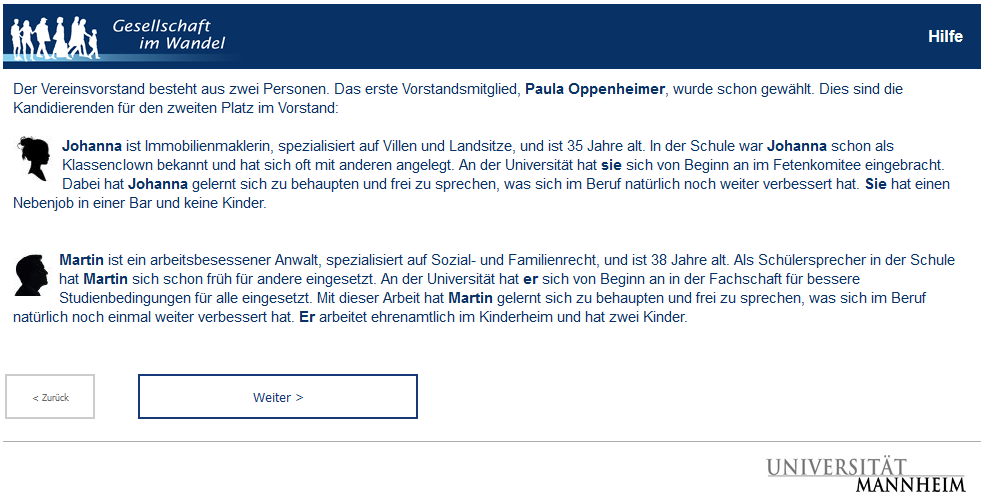 Gesellschaft
im Wandel
Hilfe
Der Vereinsvorstand besteht aus zwei Personen. Das erste Vorstandsmitglied, Paula Oppenheimer, wurde schon gewählt. Dies sind die
Kandidierenden für den zweiten Platz im Vorstand:
Johanna ist Immobilienmaklerin, spezialisiert auf Villen und Landsitze, und ist 35 Jahre alt. In der Schule war Johanna schon als
Klassenclown bekannt und hat sich oft mit anderen angelegt. An der Universität hat sie sich von Beginn an im Fetenkomitee eingebracht.
Dabei hat Johanna gelernt sich zu behaupten und frei zu sprechen, was sich im Beruf natürlich noch weiter verbessert hat. Sie hat einen
Nebenjob in einer Bar und keine Kinder.
Martin ist ein arbeitsbesessener Anwalt, spezialisiert auf Sozial- und Familienrecht, und ist 38 Jahre alt. Als Schülersprecher in der Schule
hat Martin sich schon früh für andere eingesetzt. An der Universität hat er sich von Beginn an in der Fachschaft für bessere
Studienbedingungen für alle eingesetzt. Mit dieser Arbeit hat Martin gelernt sich zu behaupten und frei zu sprechen, was sich im Beruf
natürlich noch einmal weiter verbessert hat. Er arbeitet ehrenamtlich im Kinderheim und hat zwei Kinder.
< Zurück
Weiter >
UNIVERSITÄT
MANNHEIM